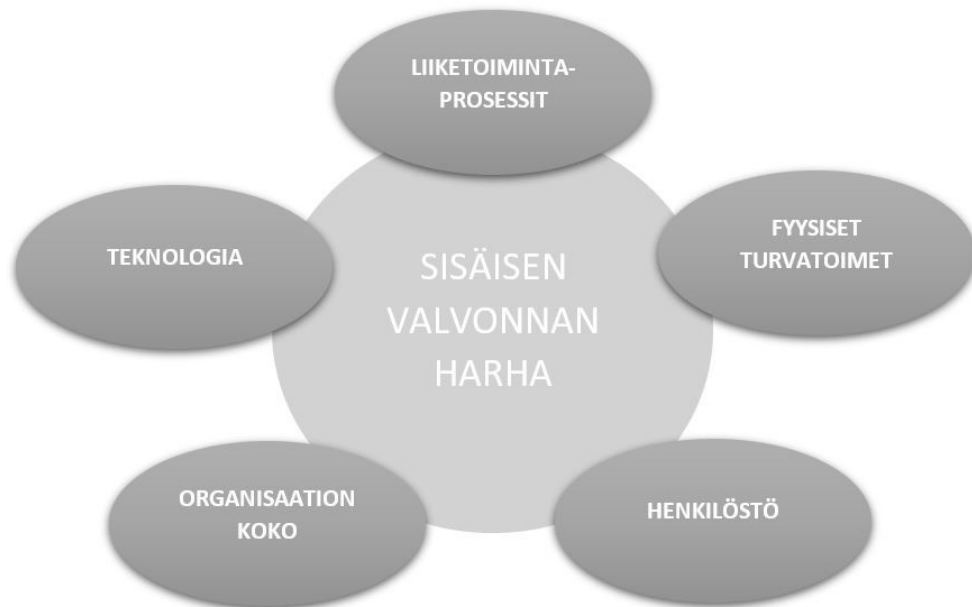 LIIKETOIMINTA-
PROSESSIT
TEKNOLOGIA
FYYSISET
TURVATOIMET
SISÄISEN
VALVONNAN
HARHA
ORGANISAATION
KOKO
HENKILÖSTÖ